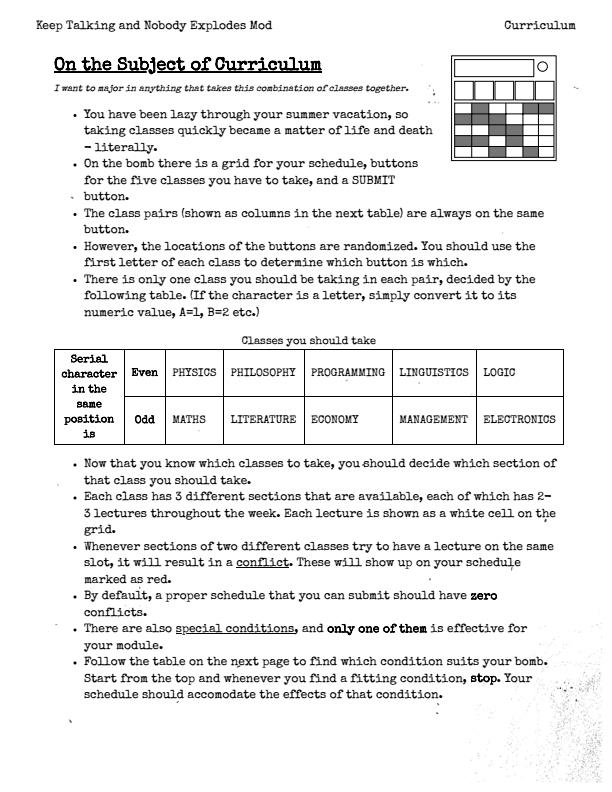 Keep Talking and Nobody Explodes Mod
Curriculum
On the Subject of Curriculum
I want to major in anything that takes this combination of classes together.
• You have been lazy through your summer vacation, so
taking classes quickly became a matter of life and death
– literally.
• On the bomb there is a grid for your schedule, buttons
for the five classes you have to take, and a SUBMIT
button.
• The class pairs (shown as columns in the next table) are always on the same
button.
• However, the locations of the buttons are randomized. You should use the
first letter of each class to determine which button is which.
• There is only one class you should be taking in each pair, decided by the
following table. (If the character is a letter, simply convert it to its
numeric value, A=1, B=2 etc.)
Classes you should take
Serial
character
in the
same
position
is
Even PHYSICS PHILOSOPHY PROGRAMMING LINGUISTICS LOGIC
Odd MATHS LITERATURE ECONOMY MANAGEMENT ELECTRONICS
• Now that you know which classes to take, you should decide which section of
that class you should take.
• Each class has 3 different sections that are available, each of which has 2-
3 lectures throughout the week. Each lecture is shown as a white cell on the
grid.
• Whenever sections of two different classes try to have a lecture on the same
slot, it will result in a conflict. These will show up on your schedule
marked as red.
• By default, a proper schedule that you can submit should have zero
conflicts.
• There are also special conditions, and only one of them is effective for
your module.
• Follow the table on the next page to find which condition suits your bomb.
Start from the top and whenever you find a fitting condition, stop. Your
schedule should accomodate the effects of that condition.